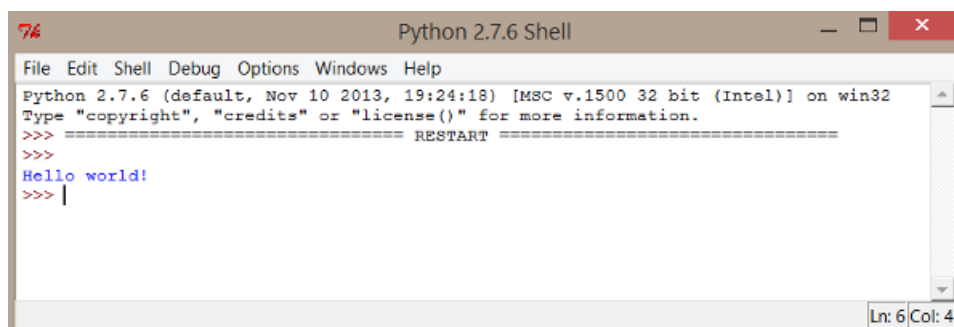 Python 2.7.6 Shell
File Edit Shell Debug Options Windows Help
Python 2.7.6 (default, Nov 10 2013, 19:24:18) [MSC v.1500 32 bit (Intel)] on win32
Type "copyright", "credits" or "license()" for more information.
>>> ================================ RESTART ================================
>>>
Hello world!
>>>
Ln: 6 Col: 4